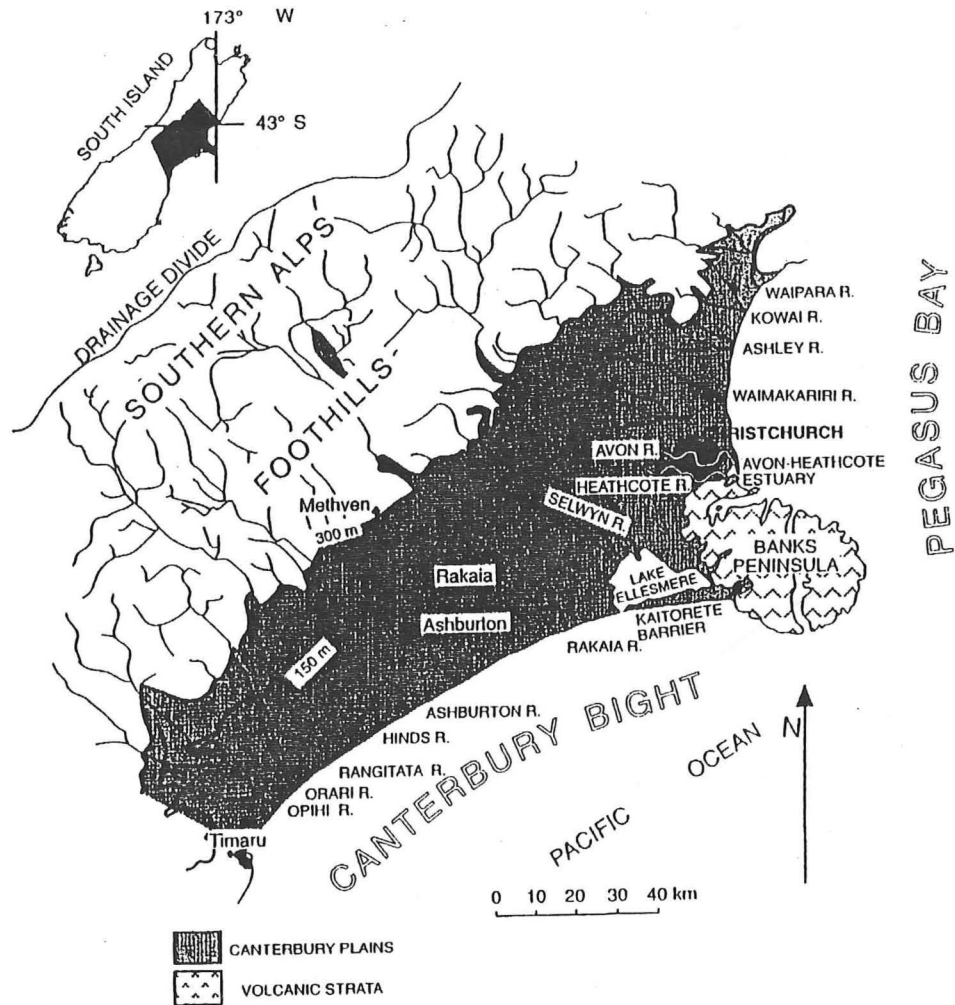 173° W
SOUTH ISLAND
43° S
DRAINAGE DIVIDE
SOUTHERN ALPS
FOOTHILLS
WAIPARA R.
KOWAI R.
ASHLEY R.
WAIMAKARIRI R.
RISTCHURCH
AVON R.
AVON-HEATHCOTE
ESTUARY
HEATHCOTE R.
SELWYN R.
PEGASUS BAY
Methven
300 m
BANKS
PENINSULA
LAKE
ELLESMERE
Rakaia
KAITORETE
BARRIER
Ashburton
RAKAIA R.
150 m
ASHBURTON R.
HINDS R.
RANGITATA R.
ORARI R.
OPIHI R.
CANTERBURY BIGHT
PACIFIC OCEAN
N
Timaru
0 10 20 30 40 km
CANTERBURY PLAINS
VOLCANIC STRATA